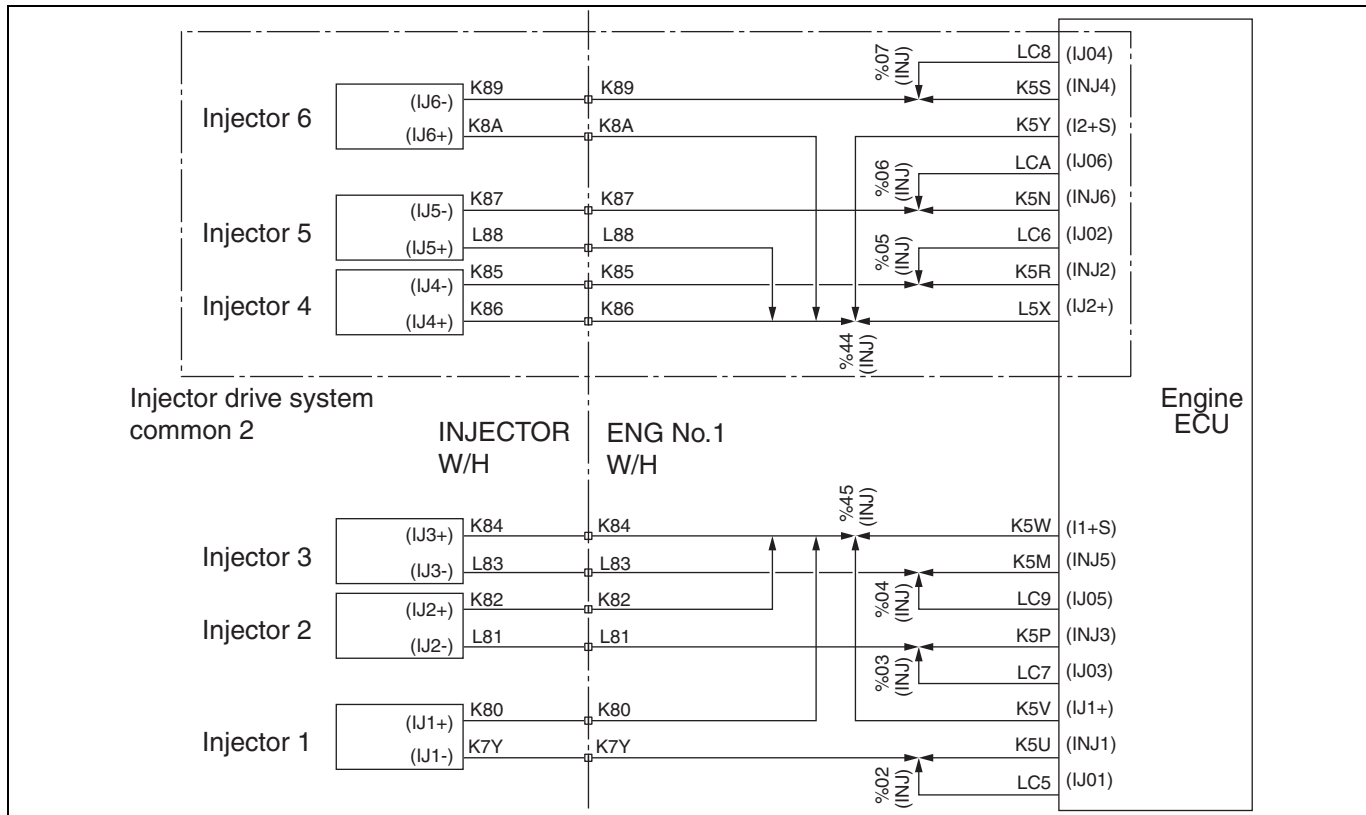 LC8 (IJ04)
%07 (INJ)
K89 K89 K5S (INJ4)
Injector 6 (IJ6-)
(IJ6+) K8A K8A K5Y (I2+S)
LCA (IJ06)
%06 (INJ)
K87 K87 K5N (INJ6)
Injector 5 (IJ5-)
(IJ5+) L88 L88 LC6 (IJ02)
%05 (INJ)
K85 K85 K5R (INJ2)
Injector 4 (IJ4-)
(IJ4+) K86 K86 L5X (IJ2+)
%44 (INJ)
Injector drive system
common 2
Engine
ECU
INJECTOR
W/H
ENG No.1
W/H
%45 (INJ)
Injector 3 (IJ3+) K84 K84 K5W (I1+S)
(IJ3-) L83 L83 K5M (INJ5)
%04 (INJ)
Injector 2 (IJ2+) K82 K82 LC9 (IJ05)
(IJ2-) L81 L81 K5P (INJ3)
%03 (INJ)
LC7 (IJ03)
Injector 1 (IJ1+) K80 K80 K5V (IJ1+)
(IJ1-) K7Y K7Y K5U (INJ1)
%02 (INJ)
LC5 (IJ01)